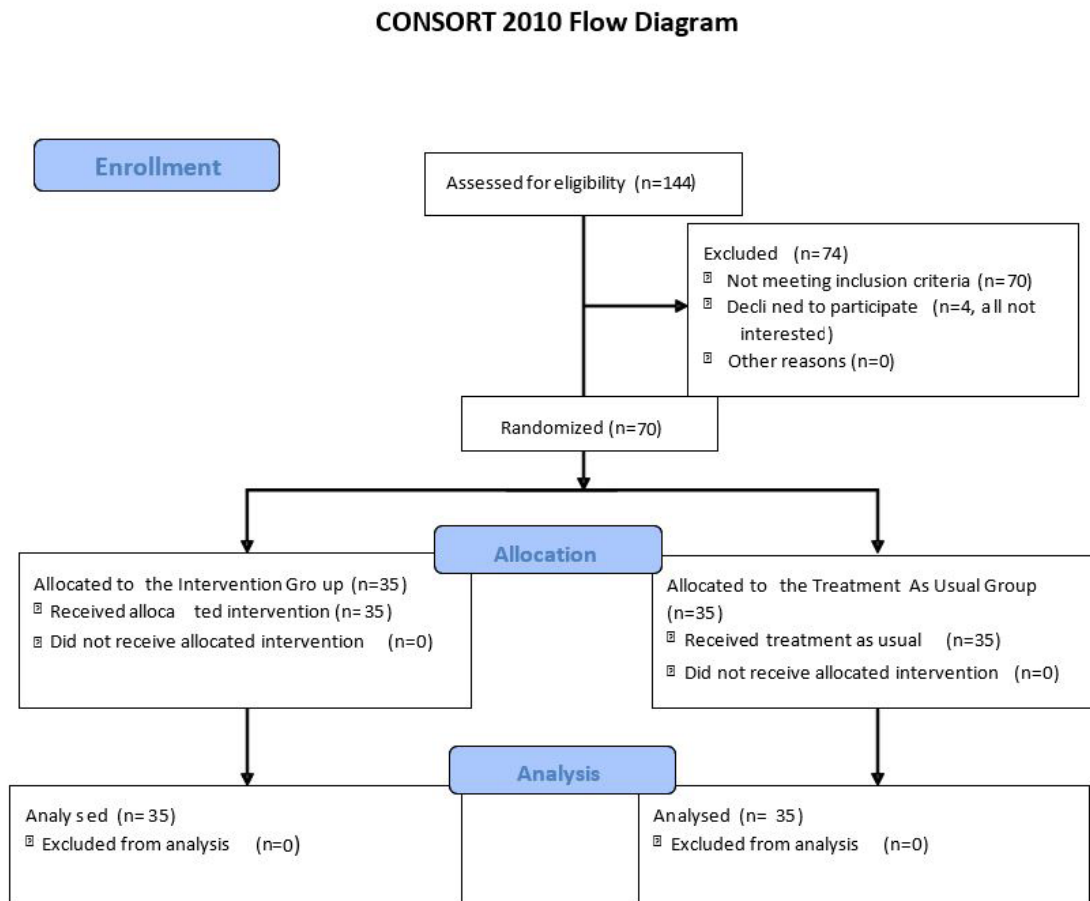 CONSORT 2010 Flow Diagram
Enrollment
Assessed for eligibility (n=144)
Excluded (n=74)
Not meeting inclusion criteria (n=70)
Decli ned to participate (n=4, all not
interested)
Other reasons (n=0)
Randomized (n=70)
Allocation
Allocated to the Intervention Gro up (n=35)
Received alloca ted intervention (n=35)
Did not receive allocated intervention (n=0)
Allocated to the Treatment As Usual Group
(n=35)
Received treatment as usual (n=35)
Did not receive allocated intervention (n=0)
Analysis
Analysed (n= 35)
Excluded from analysis (n=0)
Analysed (n= 35)
Excluded from analysis (n=0)